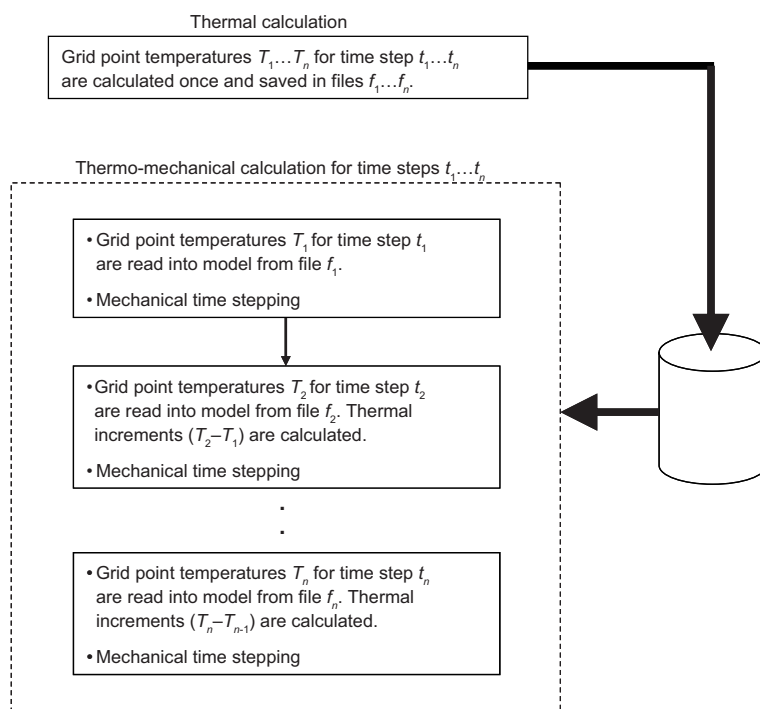 Thermal calculation
Grid point temperatures T₁…Tₙ for time step t₁…tₙ
are calculated once and saved in files f₁…fₙ.
Thermo-mechanical calculation for time steps t₁…tₙ
• Grid point temperatures T₁ for time step t₁
are read into model from file f₁.
• Mechanical time stepping
• Grid point temperatures T₂ for time step t₂
are read into model from file f₂. Thermal
increments (T₂–T₁) are calculated.
• Mechanical time stepping
• Grid point temperatures Tₙ for time step tₙ
are read into model from file fₙ. Thermal
increments (Tₙ–Tₙ₋₁) are calculated.
• Mechanical time stepping